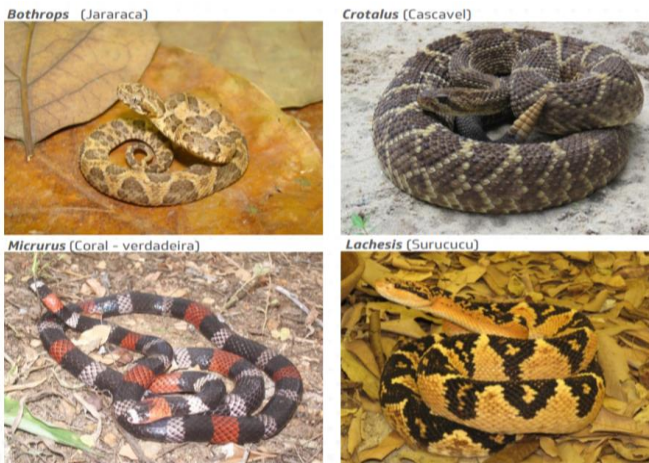 Bothrops (Jararaca)
Crotalus (Cascavel)
Micrurus (Coral - verdadeira)
Lachesis (Surucucu)